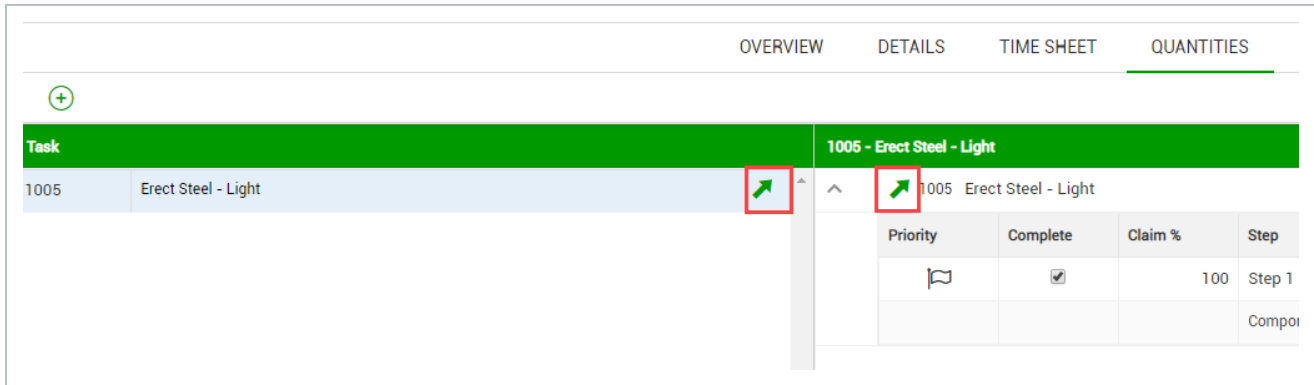 OVERVIEW DETAILS TIME SHEET QUANTITIES
Task
1005 - Erect Steel - Light
1005 Erect Steel - Light
1005 Erect Steel - Light
Priority Complete Claim % Step
100 Step 1